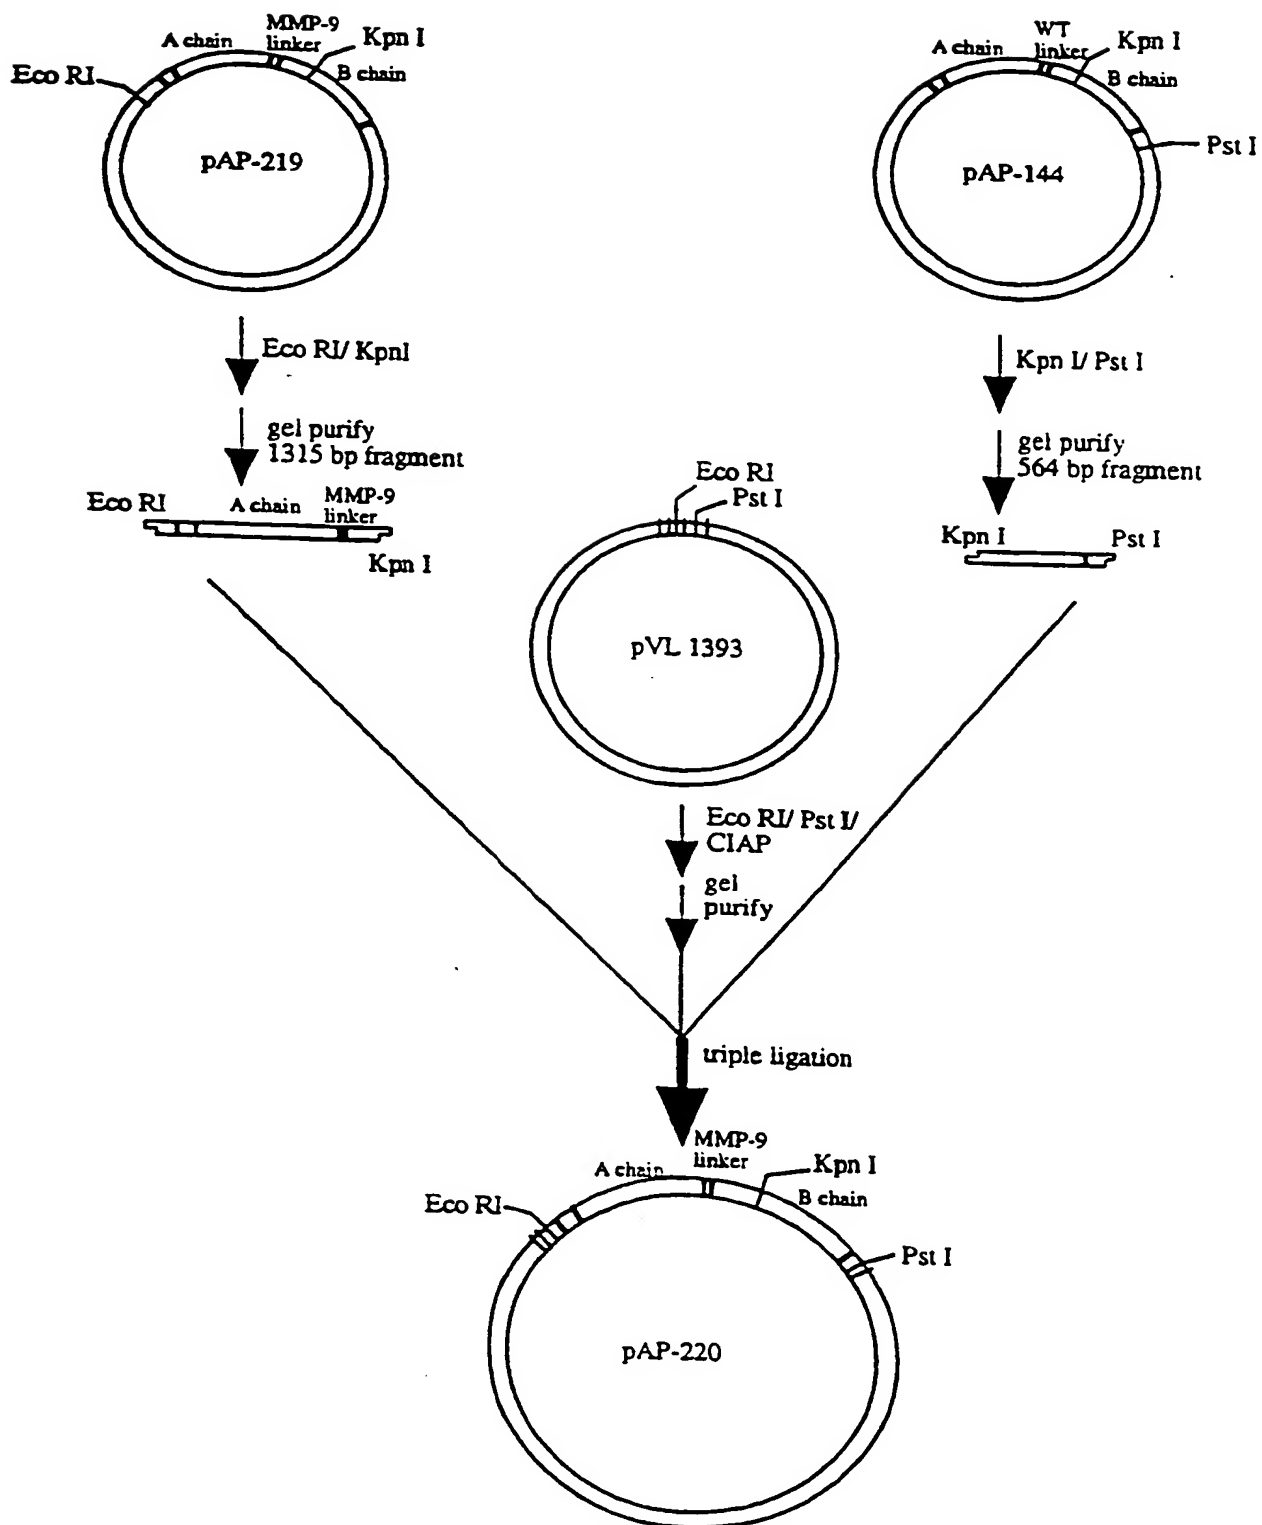 A chain
MMP-9
linker
Kpn I
Eco RI
B chain
pAP-219
A chain
WT
linker
Kpn I
B chain
Pst I
pAP-144
Eco RI/ KpnI
gel purify
1315 bp fragment
Kpn I/ Pst I
gel purify
564 bp fragment
Eco RI
A chain
MMP-9
linker
Kpn I
Eco RI
Pst I
Kpn I
Pst I
pVL 1393
Eco RI/ Pst I/
CIAP
gel
purify
triple ligation
MMP-9
linker
A chain
Kpn I
B chain
Eco RI
Pst I
pAP-220